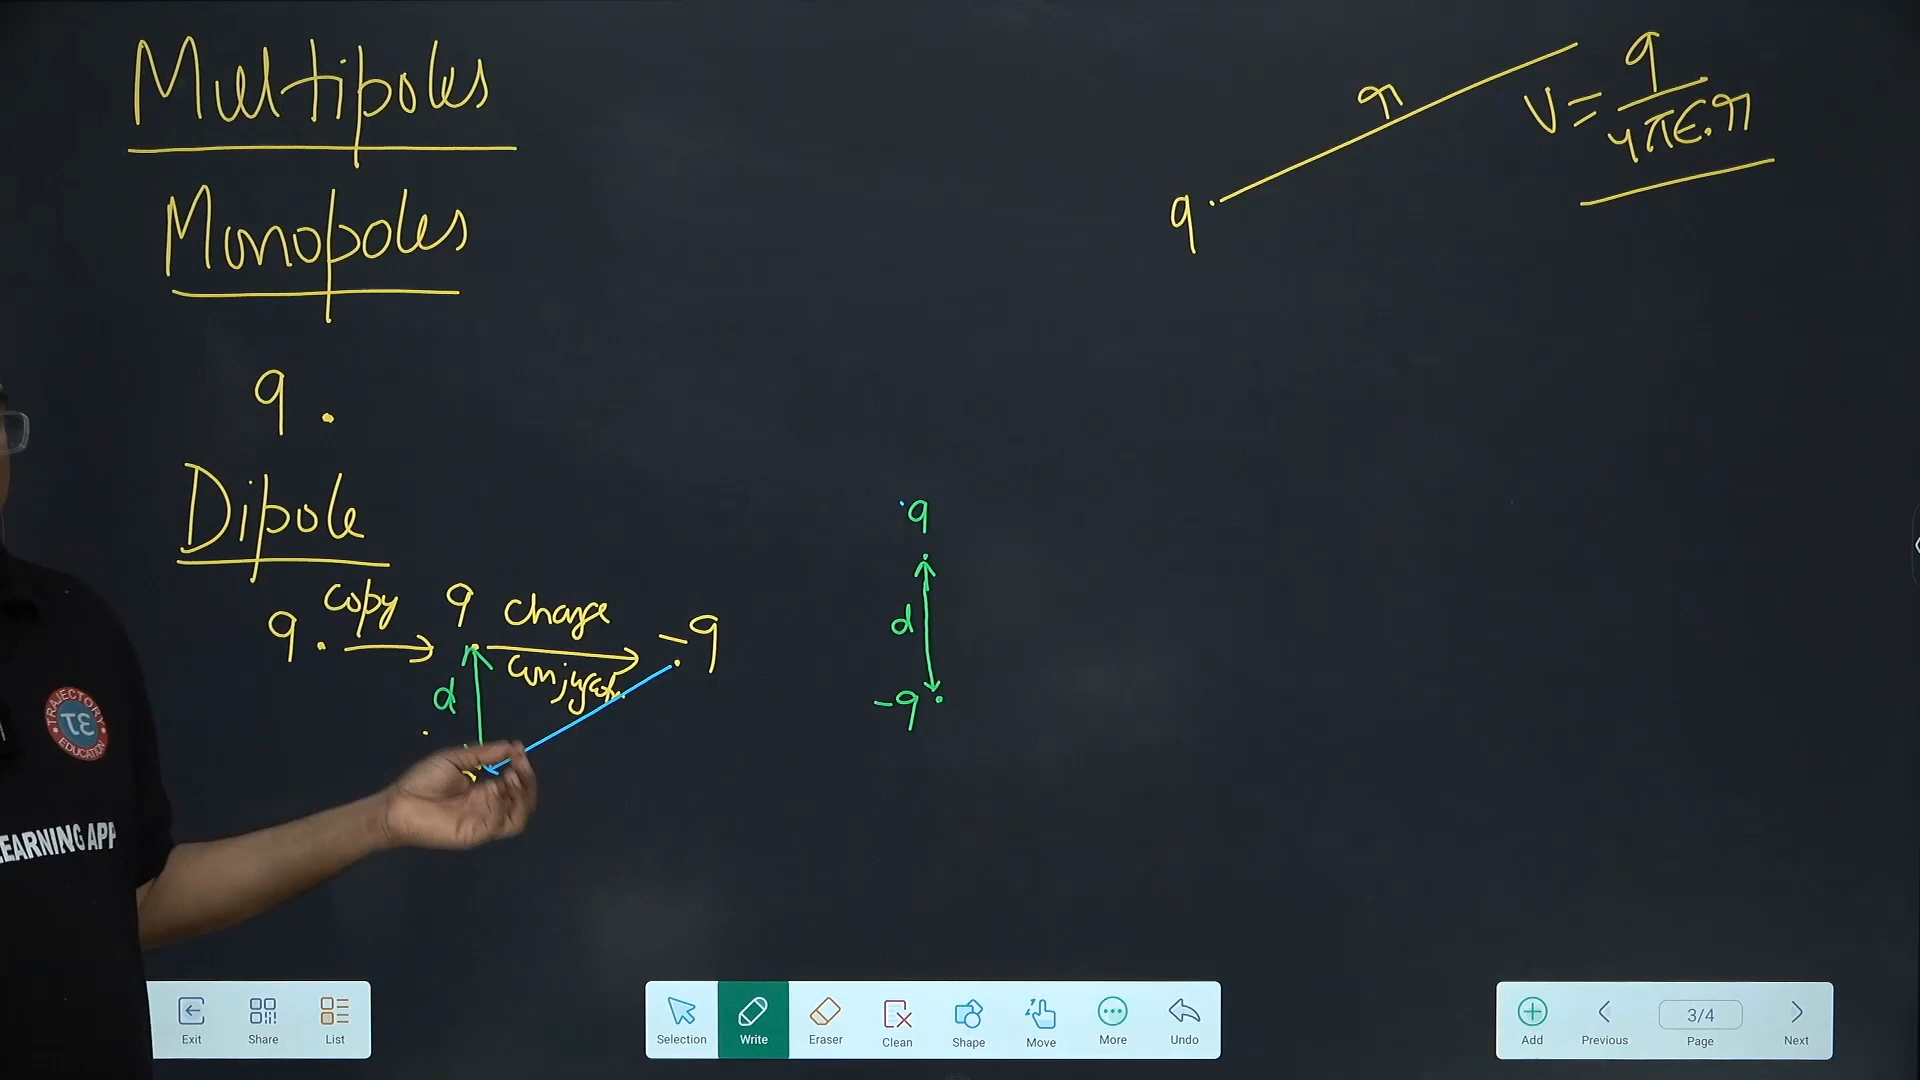 Multipoles
Monopoles
q
Dipole
q copy q charge -q
conjugation
d
q
d
-q
q
r
V = q / 4πϵ₀r
TRAJECTORY
TE
EDUCATION
LEARNING APP
Exit
Share
List
Selection
Write
Eraser
Clean
Shape
Move
More
Undo
Add
Previous
3/4
Page
Next